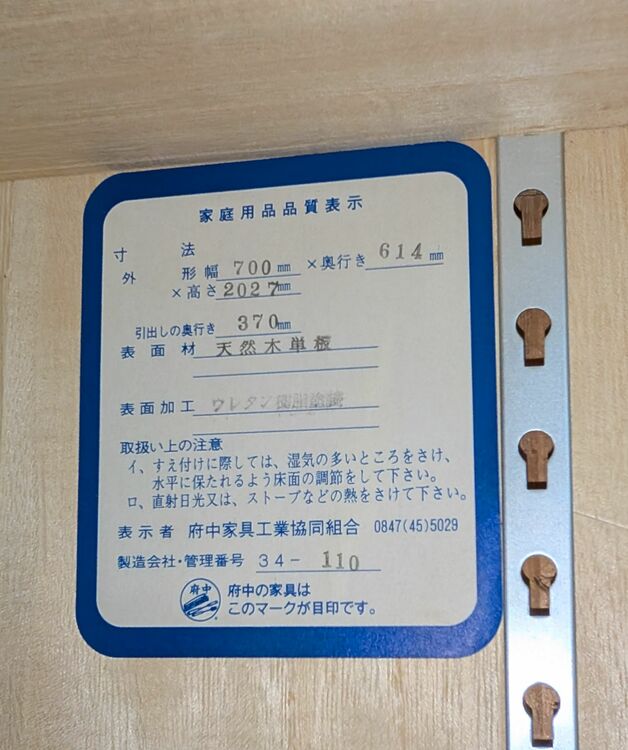 家庭用品品質表示
寸法
外形幅 700mm ×奥行き 614mm
×高さ 2027mm
引出しの奥行き 370mm
表面材 天然木単板
表面加工 ウレタン樹脂塗装
取扱い上の注意
イ、すえ付けに際しては、湿気の多いところをさけ、
水平に保たれるよう床面の調節をして下さい。
ロ、直射日光又は、ストーブなどの熱をさけて下さい。
表示者 府中家具工業協同組合 0847(45)5029
製造会社・管理番号 34-110
府中
府中の家具は
このマークが目印です。